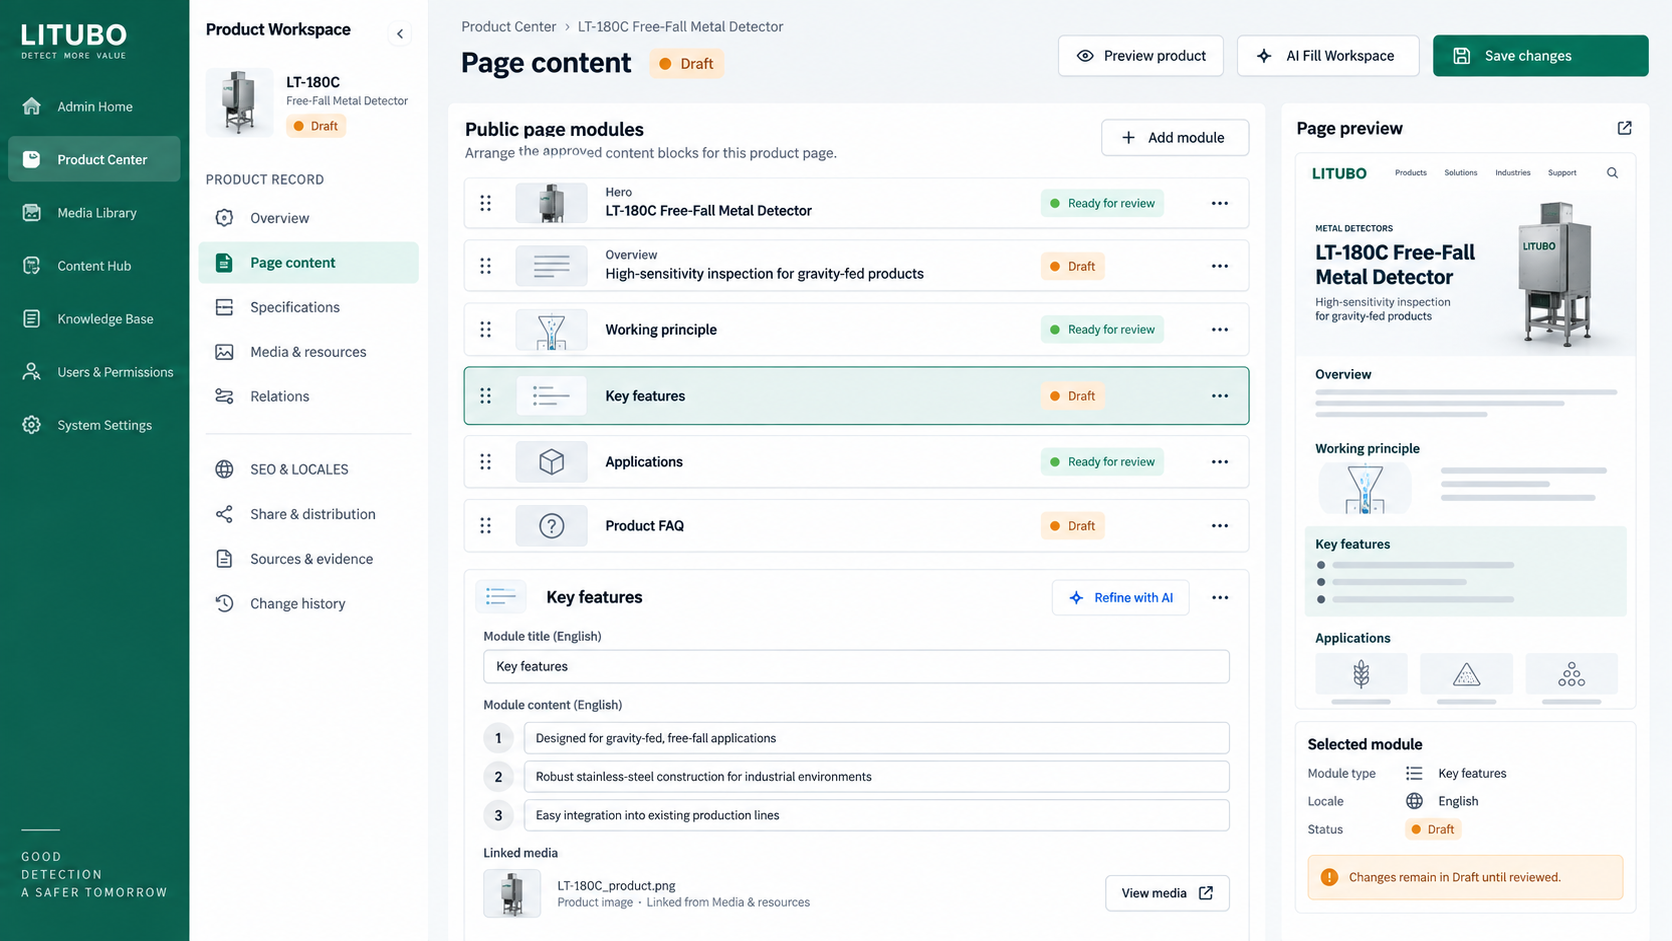 LITUBO
DETECT MORE VALUE
Admin Home
Product Center
Media Library
Content Hub
Knowledge Base
Users & Permissions
System Settings
GOOD
DETECTION
A SAFER TOMORROW
Product Workspace
LT-180C
Free-Fall Metal Detector
Draft
PRODUCT RECORD
Overview
Page content
Specifications
Media & resources
Relations
SEO & LOCALES
Share & distribution
Sources & evidence
Change history
Product Center › LT-180C Free-Fall Metal Detector
Page content
Draft
Preview product
AI Fill Workspace
Save changes
Public page modules
Arrange the approved content blocks for this product page.
Add module
Hero
LT-180C Free-Fall Metal Detector
Ready for review
Overview
High-sensitivity inspection for gravity-fed products
Draft
Working principle
Ready for review
Key features
Draft
Applications
Ready for review
Product FAQ
Draft
Key features
Refine with AI
Module title (English)
Key features
Module content (English)
1 Designed for gravity-fed, free-fall applications
2 Robust stainless-steel construction for industrial environments
3 Easy integration into existing production lines
Linked media
LT-180C_product.png
Product image • Linked from Media & resources
View media
Page preview
LITUBO
Products
Solutions
Industries
Support
METAL DETECTORS
LT-180C Free-Fall
Metal Detector
High-sensitivity inspection
for gravity-fed products
LITUBO
Overview
Working principle
Key features
Applications
Selected module
Module type Key features
Locale English
Status Draft
Changes remain in Draft until reviewed.